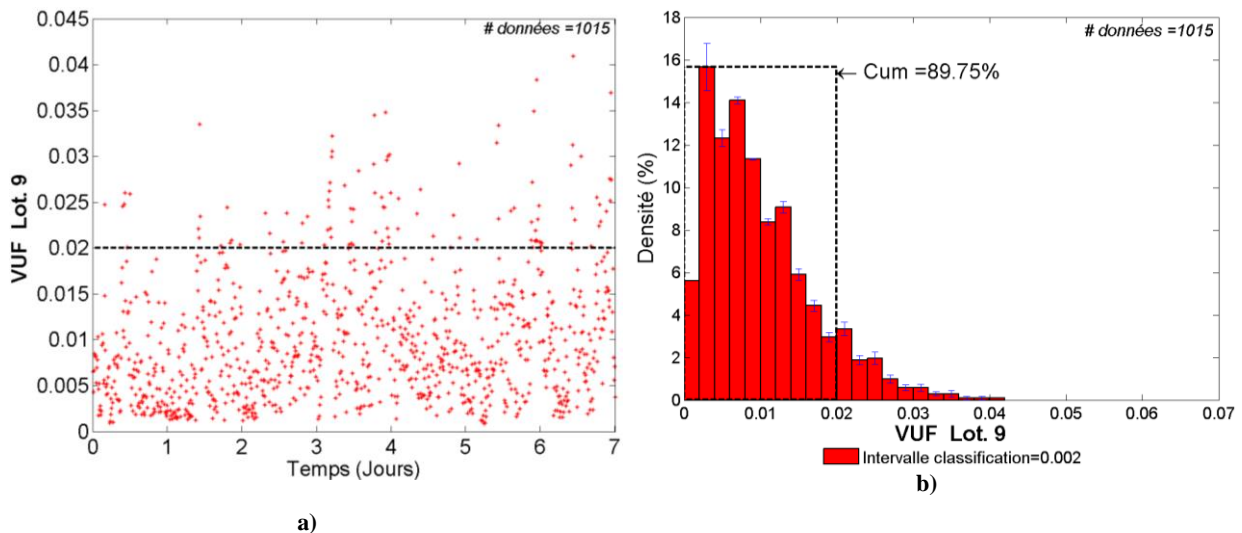 # données =1015
0.045
0.04
0.035
0.03
0.025
0.02
0.015
0.01
0.005
0
VUF Lot. 9
0 1 2 3 4 5 6 7
Temps (Jours)
a)
# données =1015
18
16
14
12
10
8
6
4
2
0
Densité (%)
← Cum =89.75%
0 0.01 0.02 0.03 0.04 0.05 0.06 0.07
VUF Lot. 9
Intervalle classification=0.002
b)